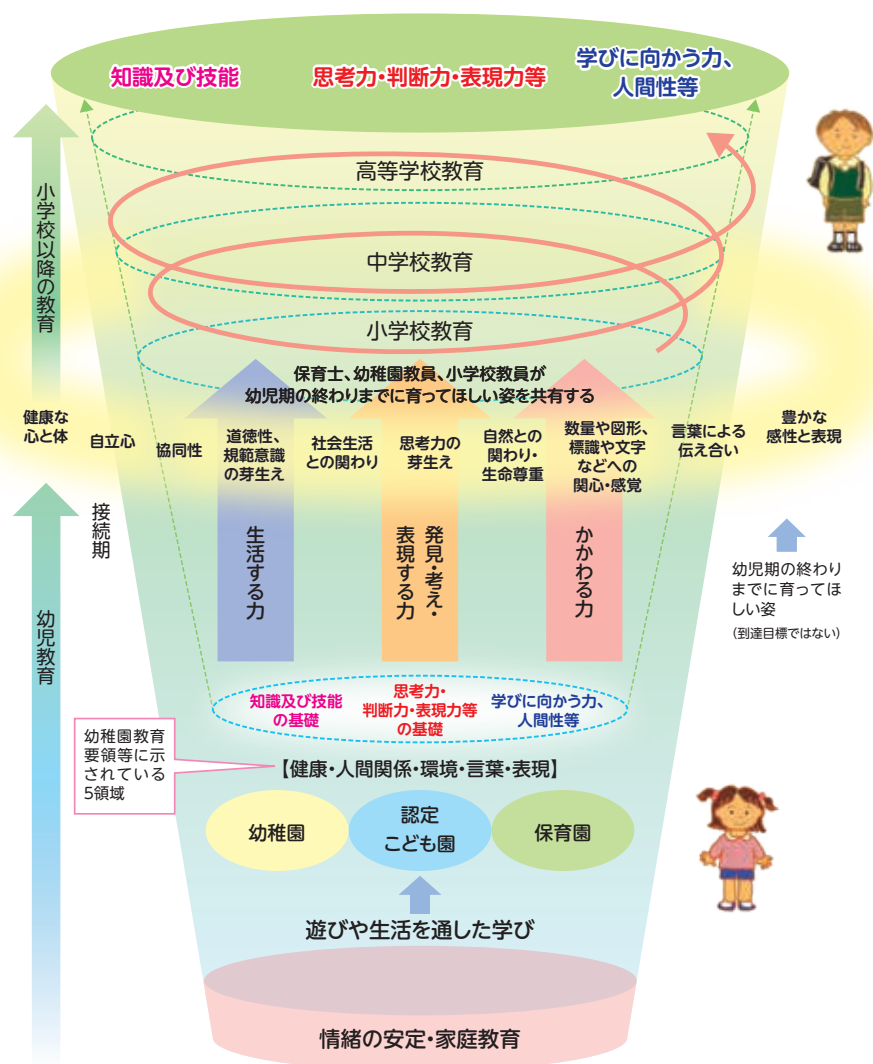 知識及び技能
思考力・判断力・表現力等
学びに向かう力、
人間性等
高等学校教育
中学校教育
小学校教育
小学校以降の教育
保育士、幼稚園教員、小学校教員が
幼児期の終わりまでに育ってほしい姿を共有する
健康な
心と体
自立心
協同性
道徳性、
規範意識
の芽生え
社会生活
との関わり
思考力の
芽生え
自然との
関わり・
生命尊重
数量や図形、
標識や文字
などへの
関心・感覚
言葉による
伝え合い
豊かな
感性と表現
接続期
幼児教育
生活する力
発見・考え・
表現する力
かかわる力
幼児期の終わり
までに育ってほ
しい姿
（到達目標ではない）
知識及び技能
の基礎
思考力・
判断力・表現力等
の基礎
学びに向かう力、
人間性等
幼稚園教育
要領等に示
されている
5領域
【健康・人間関係・環境・言葉・表現】
幼稚園
認定
こども園
保育園
遊びや生活を通した学び
情緒の安定・家庭教育